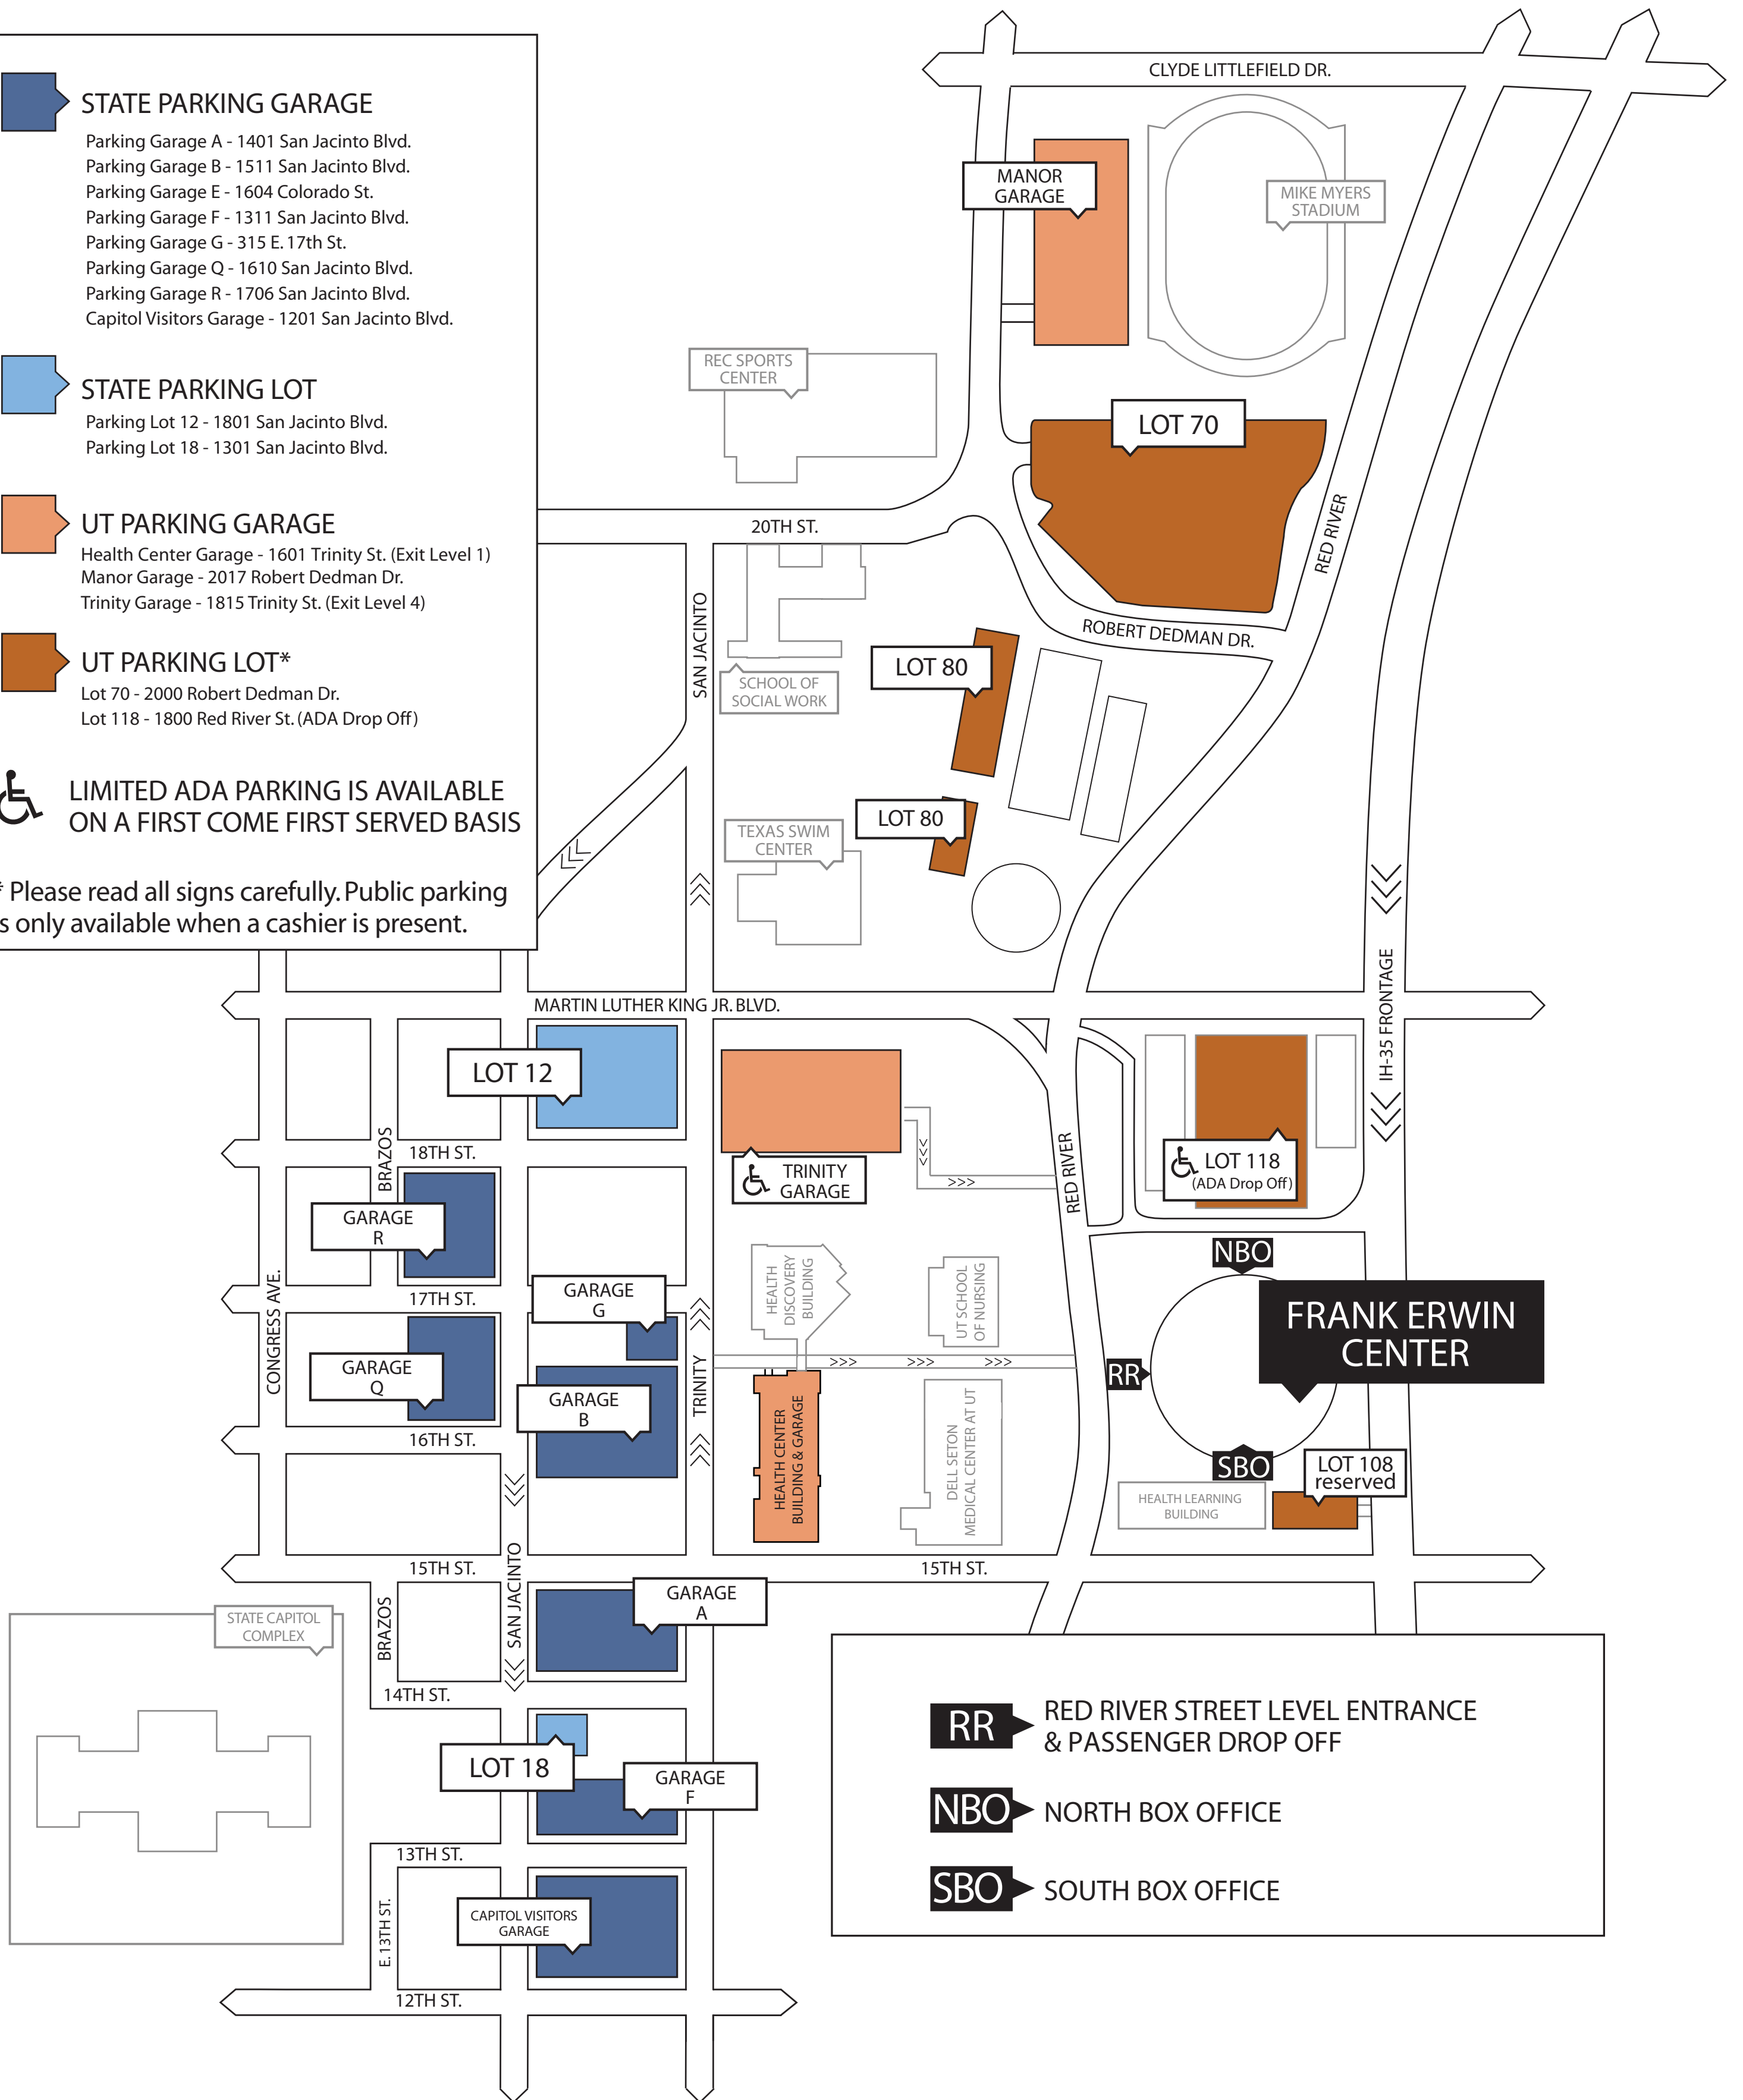 STATE PARKING GARAGE
Parking Garage A - 1401 San Jacinto Blvd.
Parking Garage B - 1511 San Jacinto Blvd.
Parking Garage E - 1604 Colorado St.
Parking Garage F - 1311 San Jacinto Blvd.
Parking Garage G - 315 E. 17th St.
Parking Garage Q - 1610 San Jacinto Blvd.
Parking Garage R - 1706 San Jacinto Blvd.
Capitol Visitors Garage - 1201 San Jacinto Blvd.
STATE PARKING LOT
Parking Lot 12 - 1801 San Jacinto Blvd.
Parking Lot 18 - 1301 San Jacinto Blvd.
UT PARKING GARAGE
Health Center Garage - 1601 Trinity St. (Exit Level 1)
Manor Garage - 2017 Robert Dedman Dr.
Trinity Garage - 1815 Trinity St. (Exit Level 4)
UT PARKING LOT*
Lot 70 - 2000 Robert Dedman Dr.
Lot 118 - 1800 Red River St. (ADA Drop Off)
LIMITED ADA PARKING IS AVAILABLE
ON A FIRST COME FIRST SERVED BASIS
* Please read all signs carefully. Public parking
s only available when a cashier is present.
CLYDE LITTLEFIELD DR.
MANOR
GARAGE
MIKE MYERS
STADIUM
REC SPORTS
CENTER
LOT 70
20TH ST.
RED RIVER
ROBERT DEDMAN DR.
SAN JACINTO
LOT 80
SCHOOL OF
SOCIAL WORK
LOT 80
TEXAS SWIM
CENTER
IH-35 FRONTAGE
MARTIN LUTHER KING JR. BLVD.
LOT 12
BRAZOS
18TH ST.
TRINITY
GARAGE
>>>
>>>
RED RIVER
LOT 118
(ADA Drop Off)
GARAGE
R
NBO
HEALTH
DISCOVERY
BUILDING
UT SCHOOL
OF NURSING
CONGRESS AVE.
17TH ST.
GARAGE
G
FRANK ERWIN
CENTER
GARAGE
Q
TRINITY
>>>
>>>
>>>
RR
GARAGE
B
HEALTH CENTER
BUILDING & GARAGE
DELL SETON
MEDICAL CENTER AT UT
16TH ST.
SBO
LOT 108
reserved
HEALTH LEARNING
BUILDING
15TH ST.
SAN JACINTO
15TH ST.
GARAGE
A
STATE CAPITOL
COMPLEX
BRAZOS
14TH ST.
LOT 18
GARAGE
F
13TH ST.
E. 13TH ST.
CAPITOL VISITORS
GARAGE
12TH ST.
RR
RED RIVER STREET LEVEL ENTRANCE
& PASSENGER DROP OFF
NBO
NORTH BOX OFFICE
SBO
SOUTH BOX OFFICE